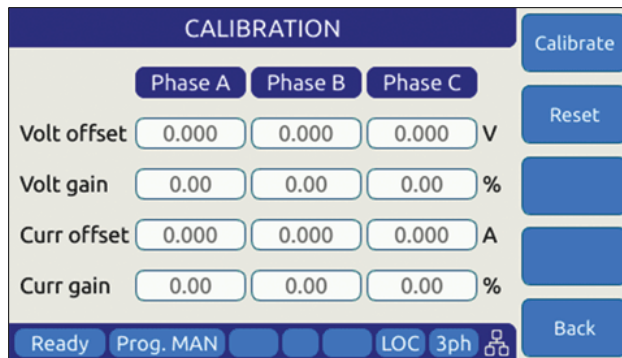 CALIBRATION
Calibrate
Phase A Phase B Phase C
Reset
Volt offset 0.000 0.000 0.000 V
Volt gain 0.00 0.00 0.00 %
Curr offset 0.000 0.000 0.000 A
Curr gain 0.00 0.00 0.00 %
Back
Ready Prog. MAN LOC 3ph